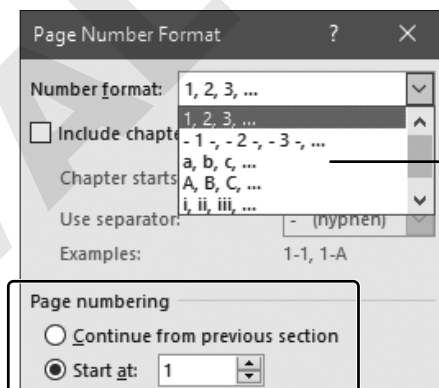 Page Number Format ? ×
Number format: 1, 2, 3, ...
1, 2, 3, ...
- 1 -, - 2 -, - 3 -, ...
Include chapte
a, b, c, ...
Chapter starts
A, B, C, ...
i, ii, iii, ...
Use separator: - (hyphen)
Examples: 1-1, 1-A
Page numbering
Continue from previous section
Start at: 1